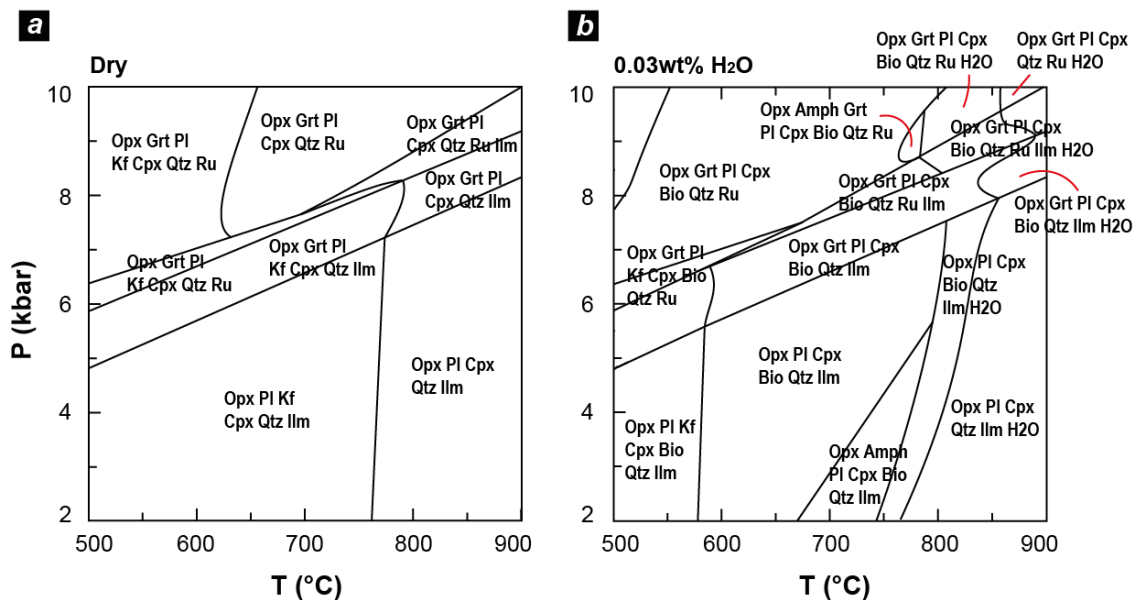 a
Dry
10
8
6
4
2
P (kbar)
500
600
700
800
900
T (°C)
Opx Grt Pl
Kf Cpx Qtz Ru
Opx Grt Pl
Cpx Qtz Ru
Opx Grt Pl
Cpx Qtz Ru Ilm
Opx Grt Pl
Cpx Qtz Ilm
Opx Grt Pl
Kf Cpx Qtz Ru
Opx Grt Pl
Kf Cpx Qtz Ilm
Opx Pl Kf
Cpx Qtz Ilm
Opx Pl Cpx
Qtz Ilm
b
0.03wt% H2O
10
8
6
4
2
500
600
700
800
900
T (°C)
Opx Grt Pl Cpx
Bio Qtz Ru H2O
Opx Grt Pl Cpx
Qtz Ru H2O
Opx Amph Grt
Pl Cpx Bio Qtz Ru
Opx Grt Pl Cpx
Bio Qtz Ru Ilm H2O
Opx Grt Pl Cpx
Bio Qtz Ru
Opx Grt Pl Cpx
Bio Qtz Ru Ilm
Opx Grt Pl Cpx
Bio Qtz Ilm H2O
Opx Grt Pl
Kf Cpx Bio
Qtz Ru
Opx Grt Pl Cpx
Bio Qtz Ilm
Opx Pl Cpx
Bio Qtz
Ilm H2O
Opx Pl Cpx
Bio Qtz Ilm
Opx Pl Kf
Cpx Bio
Qtz Ilm
Opx Amph
Pl Cpx Bio
Qtz Ilm
Opx Pl Cpx
Qtz Ilm H2O